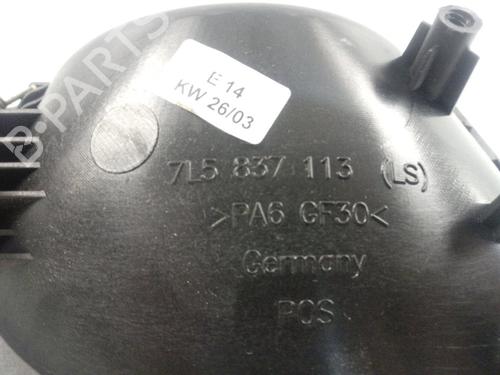 E 14
KW 26/03
B-PARTS
7L5 837 113 (LS)
>PA6 GF30<
Germany
PCS